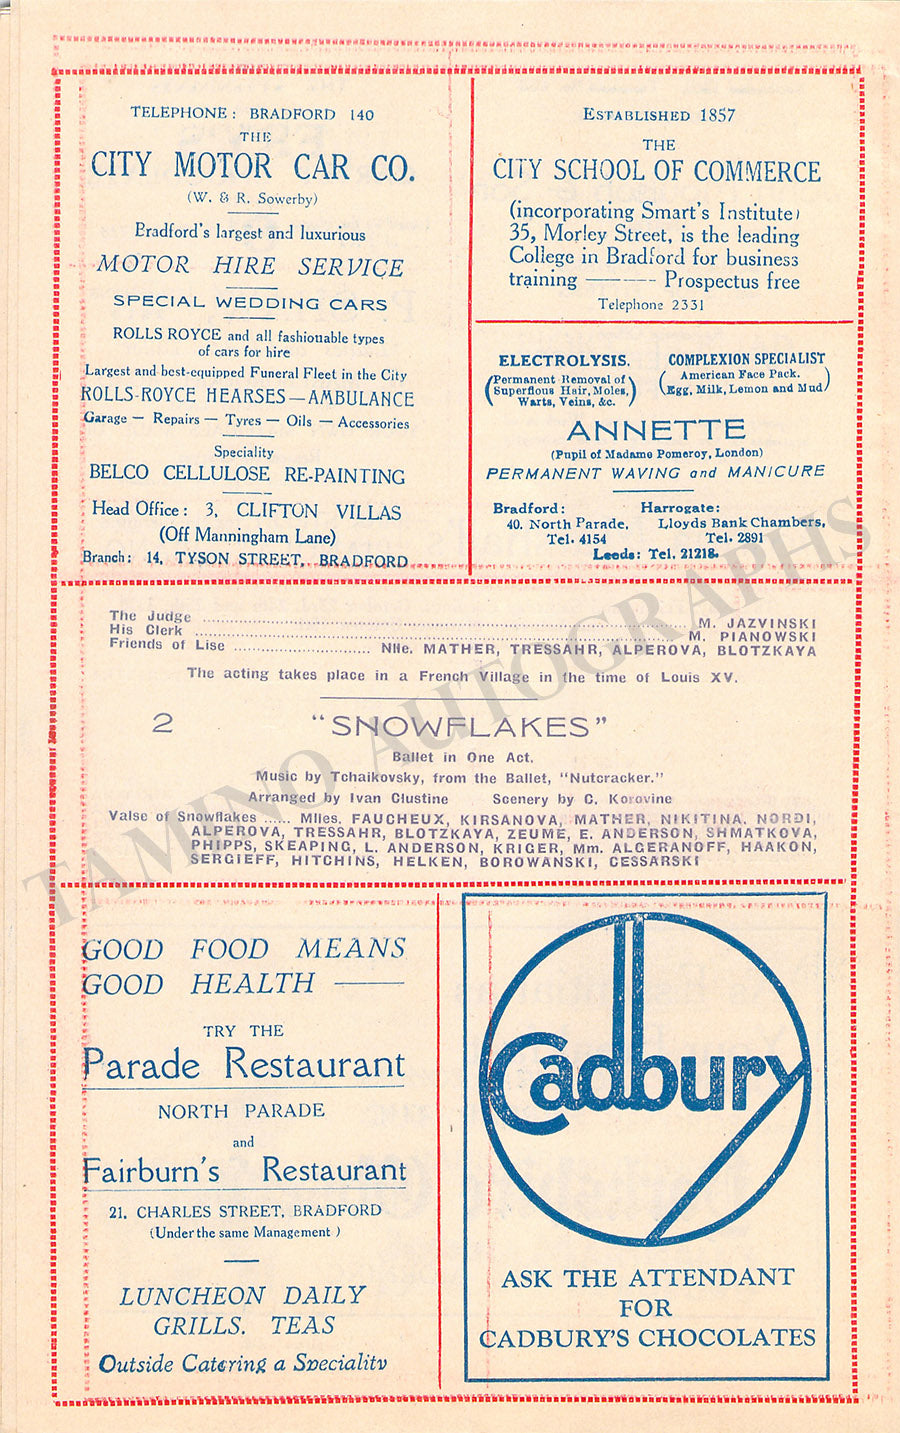 TELEPHONE: BRADFORD 140
THE
CITY MOTOR CAR CO.
(W. & R. Sowerby)
Bradford's largest and luxurious
MOTOR HIRE SERVICE
SPECIAL WEDDING CARS
ROLLS ROYCE and all fashionable types
of cars for hire
Largest and best-equipped Funeral Fleet in the City
ROLLS-ROYCE HEARSES—AMBULANCE
Garage — Repairs — Tyres — Oils — Accessories
Speciality
BELCO CELLULOSE RE-PAINTING
Head Office: 3, CLIFTON VILLAS
(Off Manningham Lane)
Branch: 14, TYSON STREET, BRADFORD
ESTABLISHED 1857
THE
CITY SCHOOL OF COMMERCE
(incorporating Smart's Institute)
35, Morley Street, is the leading
College in Bradford for business
training ——— Prospectus free
Telephone 2331
ELECTROLYSIS.
(Permanent Removal of
Superflous Hair, Moles,
Warts, Veins, &c.)
COMPLEXION SPECIALIST
(American Face Pack.
Egg, Milk, Lemon and Mud)
ANNETTE
(Pupil of Madame Pomeroy, London)
PERMANENT WAVING and MANICURE
Bradford:
40. North Parade.
Tel. 4154
Harrogate:
Lloyds Bank Chambers,
Tel. 2891
Leeds: Tel. 21218.
The Judge ........ M. JAZVINSKI
His Clerk ........ M. PIANOWSKI
Friends of Lise ........ Nlle. MATHER, TRESSAHR, ALPEROVA, BLOTZKAYA
The acting takes place in a French Village in the time of Louis XV.
2 "SNOWFLAKES"
Ballet in One Act.
Music by Tchaikovsky, from the Ballet, "Nutcracker."
Arranged by Ivan Clustine Scenery by C. Korovine
Valse of Snowflakes ...... Mlles. FAUCHEUX, KIRSANOVA, MATHER, NIKITINA, NORDI,
ALPEROVA, TRESSAHR, BLOTZKAYA, ZEUME, E. ANDERSON, SHMATKOVA,
PHIPPS, SKEAPING, L. ANDERSON, KRIGER, Mm. ALGERANOFF, HAAKON,
SERGIEFF, HITCHINS, HELKEN, BOROWANSKI, CESSARSKI
TAMINO AUTOGRAPHS
GOOD FOOD MEANS
GOOD HEALTH ——
TRY THE
Parade Restaurant
NORTH PARADE
and
Fairburn's Restaurant
21, CHARLES STREET, BRADFORD
(Under the same Management)
LUNCHEON DAILY
GRILLS. TEAS
Outside Catering a Speciality
Cadbury
ASK THE ATTENDANT
FOR
CADBURY'S CHOCOLATES